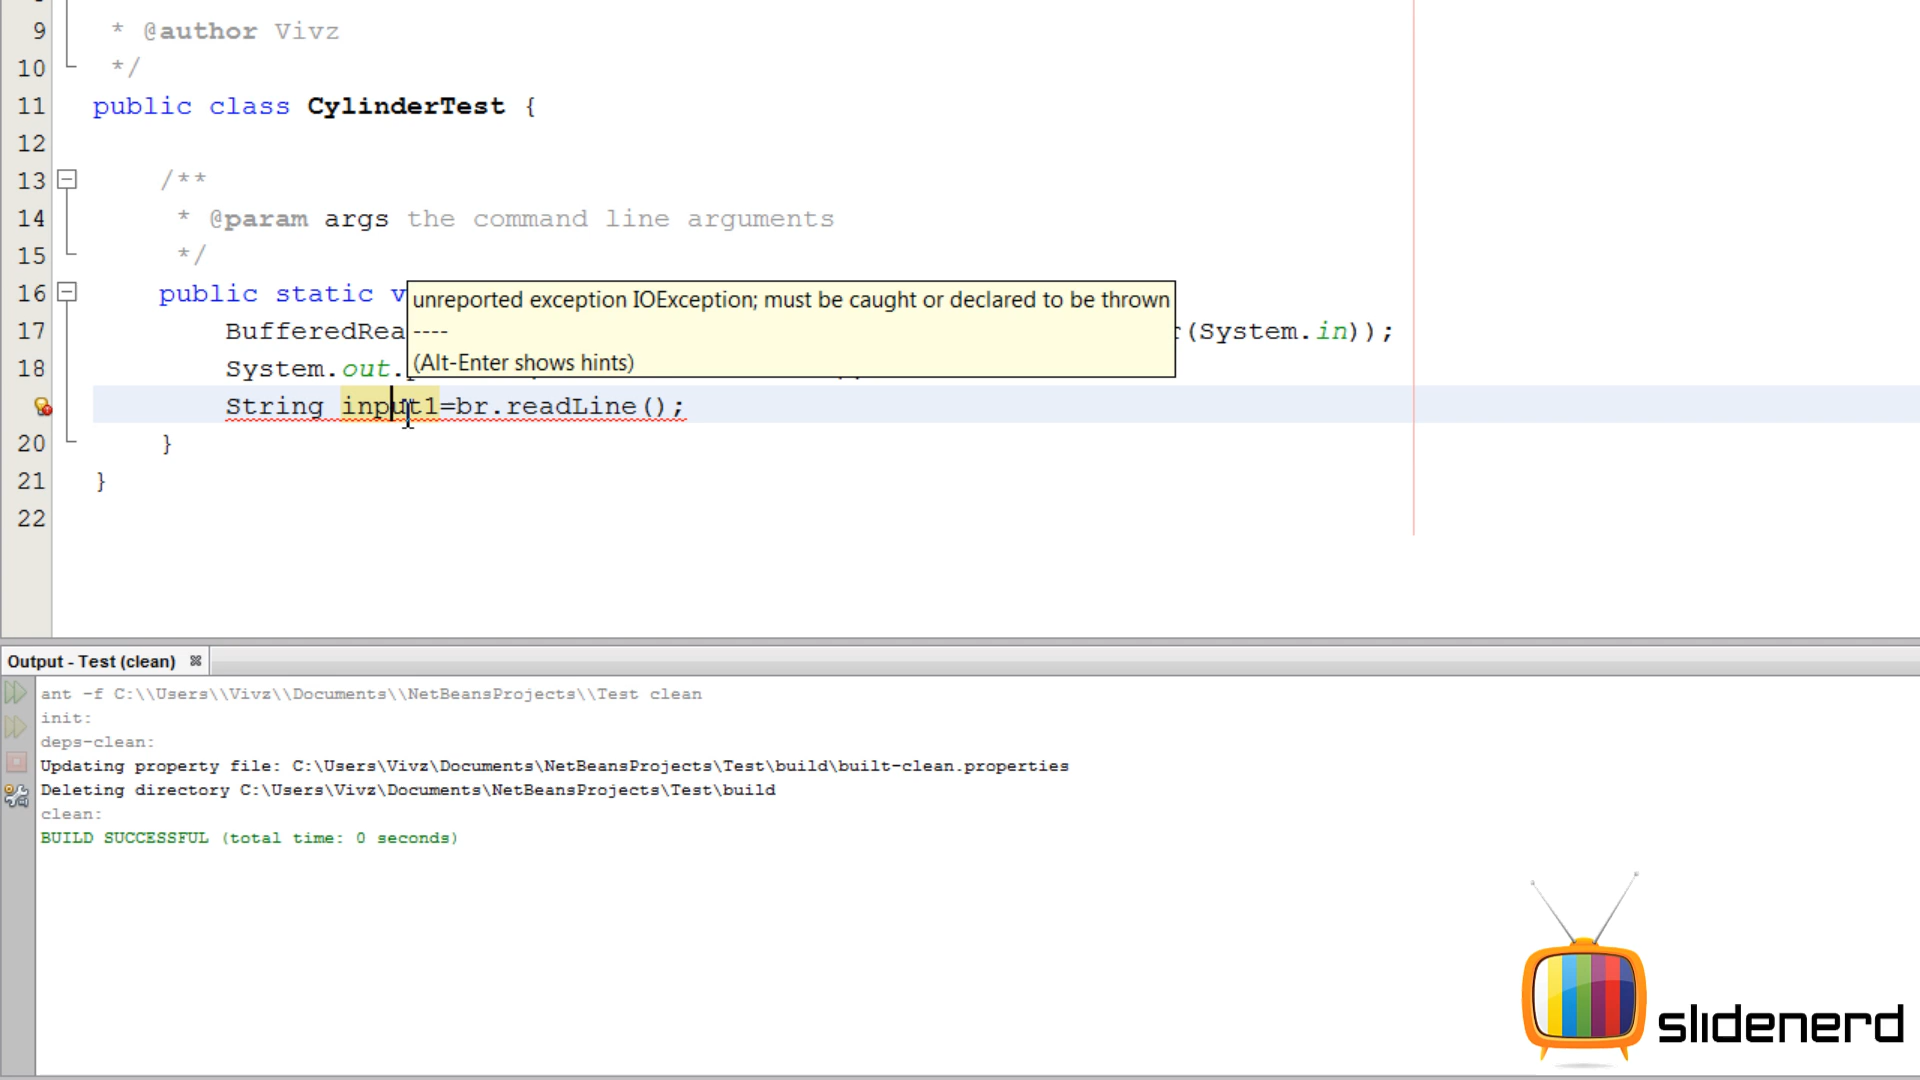 9 * @author Vivz
10 */
11 public class CylinderTest {
12
13 /**
14 * @param args the command line arguments
15 */
16 public static v
unreported exception IOException; must be caught or declared to be thrown
----
(Alt-Enter shows hints)
17 BufferedRea (System.in));
18 System.out.
String input1=br.readLine();
20 }
21 }
22
Output - Test (clean)
ant -f C:\\Users\\Vivz\\Documents\\NetBeansProjects\\Test clean
init:
deps-clean:
Updating property file: C:\Users\Vivz\Documents\NetBeansProjects\Test\build\built-clean.properties
Deleting directory C:\Users\Vivz\Documents\NetBeansProjects\Test\build
clean:
BUILD SUCCESSFUL (total time: 0 seconds)
slidenerd